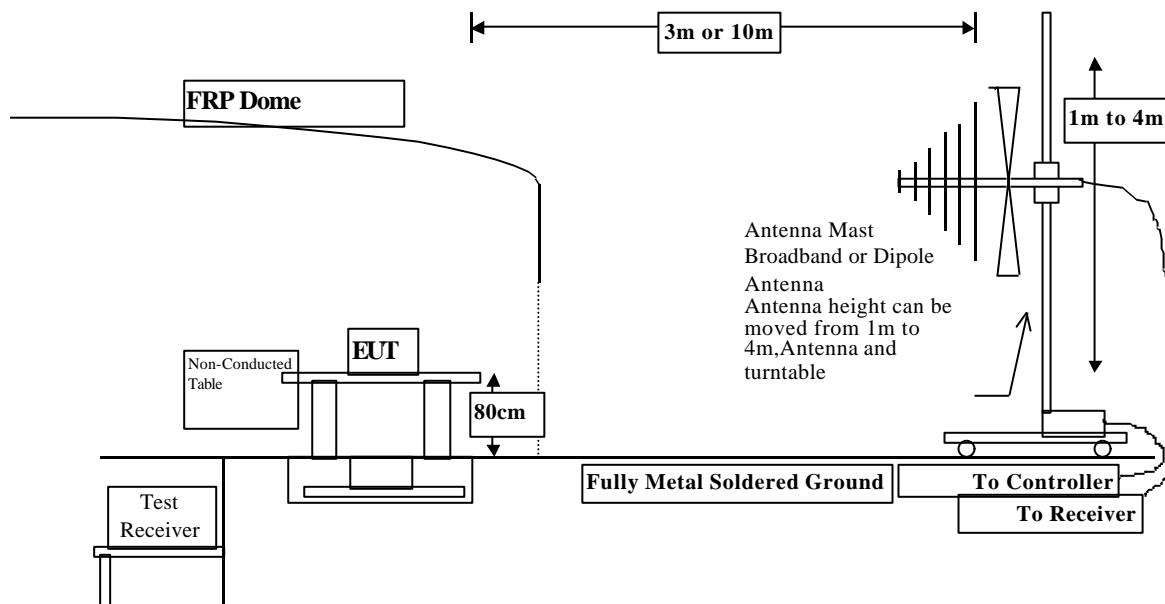 3m or 10m
FRP Dome
1m to 4m
Antenna Mast
Broadband or Dipole
Antenna
Antenna height can be
moved from 1m to
4m,Antenna and
turntable
EUT
Non-Conducted
Table
80cm
Fully Metal Soldered Ground
To Controller
To Receiver
Test
Receiver